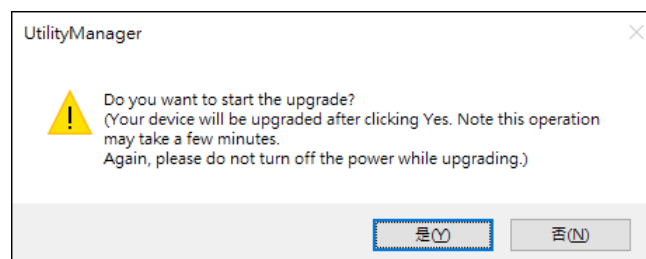 UtilityManager
Do you want to start the upgrade?
(Your device will be upgraded after clicking Yes. Note this operation
may take a few minutes.
Again, please do not turn off the power while upgrading.)
是(Y)
否(N)